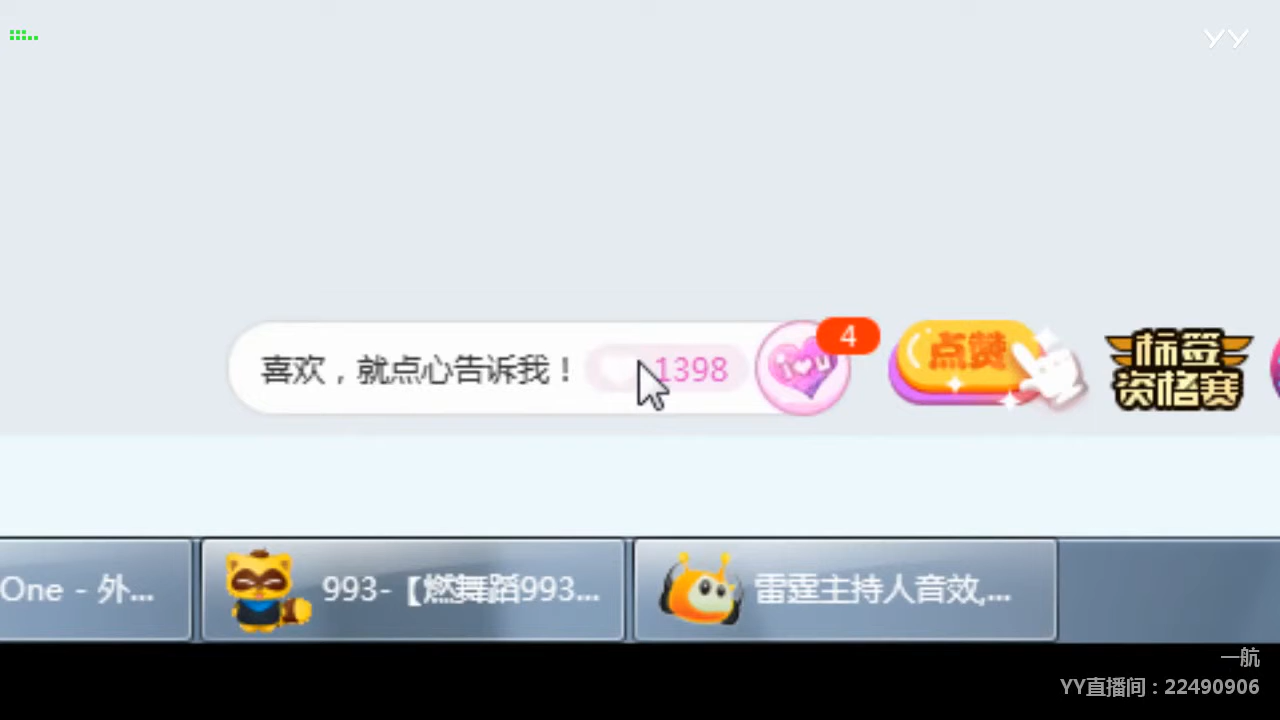 YY
喜欢，就点心告诉我！ 1398 i u 4 点赞 标签
资格赛
One - 外... 993-【燃舞蹈993... 雷霆主持人音效,...
一航
YY直播间：22490906